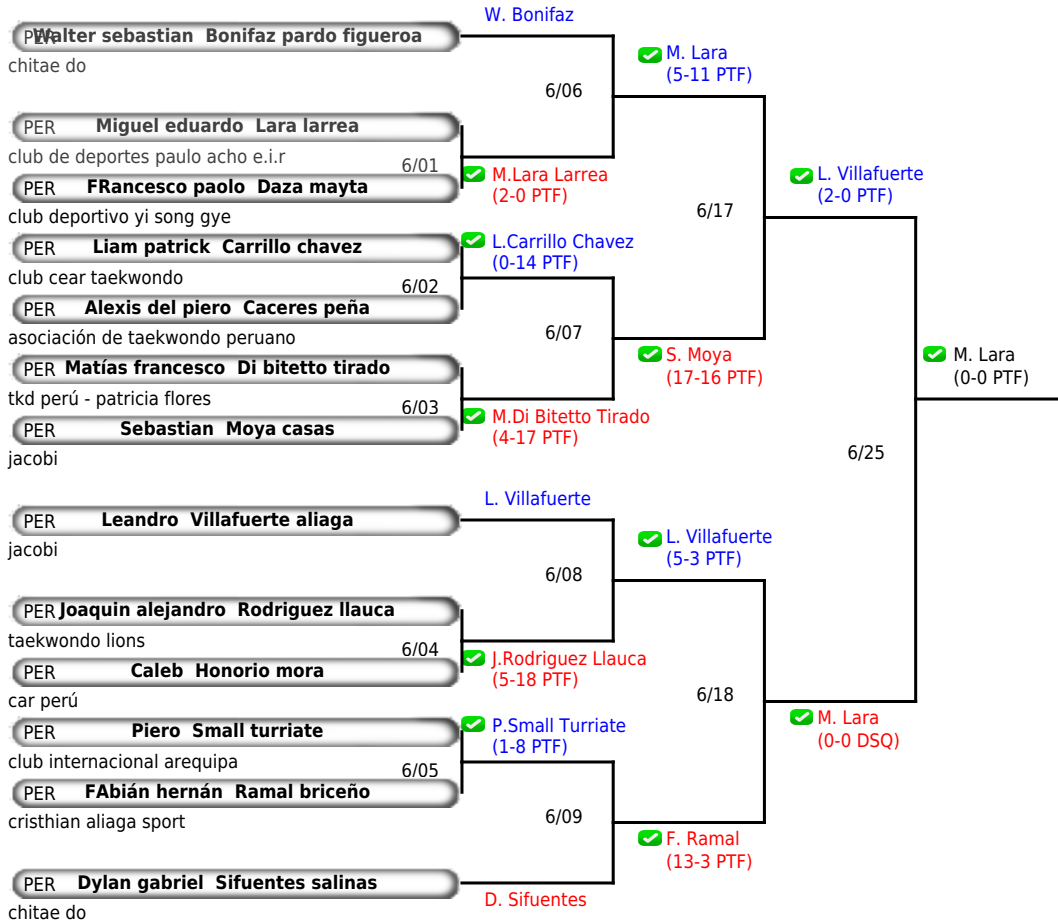 W. Bonifaz
PER Walter sebastian Bonifaz pardo figueroa
chitae do
6/06
M. Lara
(5-11 PTF)
PER Miguel eduardo Lara larrea
club de deportes paulo acho e.i.r
6/01
M.Lara Larrea
(2-0 PTF)
PER FRancesco paolo Daza mayta
club deportivo yi song gye
6/17
L. Villafuerte
(2-0 PTF)
PER Liam patrick Carrillo chavez
L.Carrillo Chavez
(0-14 PTF)
club cear taekwondo
6/02
PER Alexis del piero Caceres peña
asociación de taekwondo peruano
6/07
S. Moya
(17-16 PTF)
PER Matías francesco Di bitetto tirado
tkd perú - patricia flores
6/03
M.Di Bitetto Tirado
(4-17 PTF)
PER Sebastian Moya casas
jacobi
M. Lara
(0-0 PTF)
6/25
L. Villafuerte
PER Leandro Villafuerte aliaga
jacobi
6/08
L. Villafuerte
(5-3 PTF)
PER Joaquin alejandro Rodriguez llauca
taekwondo lions
6/04
J.Rodriguez Llauca
(5-18 PTF)
PER Caleb Honorio mora
car perú
6/18
M. Lara
(0-0 DSQ)
PER Piero Small turriate
P.Small Turriate
(1-8 PTF)
club internacional arequipa
6/05
PER FAbián hernán Ramal briceño
cristhian aliaga sport
6/09
F. Ramal
(13-3 PTF)
PER Dylan gabriel Sifuentes salinas
D. Sifuentes
chitae do